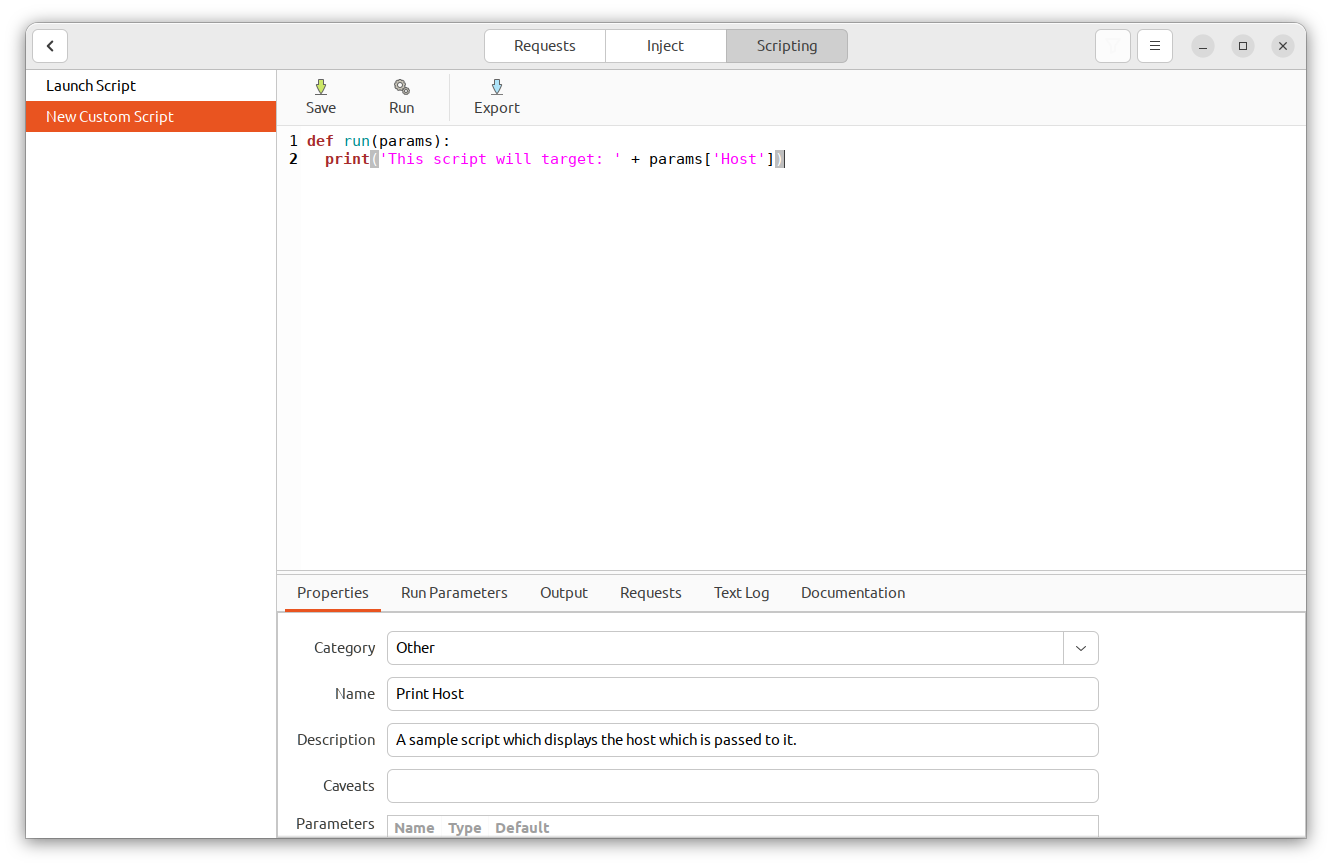 Requests Inject Scripting
Launch Script
New Custom Script
Save Run Export
1 def run(params):
2   print('This script will target: ' + params['Host'])
Properties Run Parameters Output Requests Text Log Documentation
Category Other
Name Print Host
Description A sample script which displays the host which is passed to it.
Caveats
Parameters Name Type Default